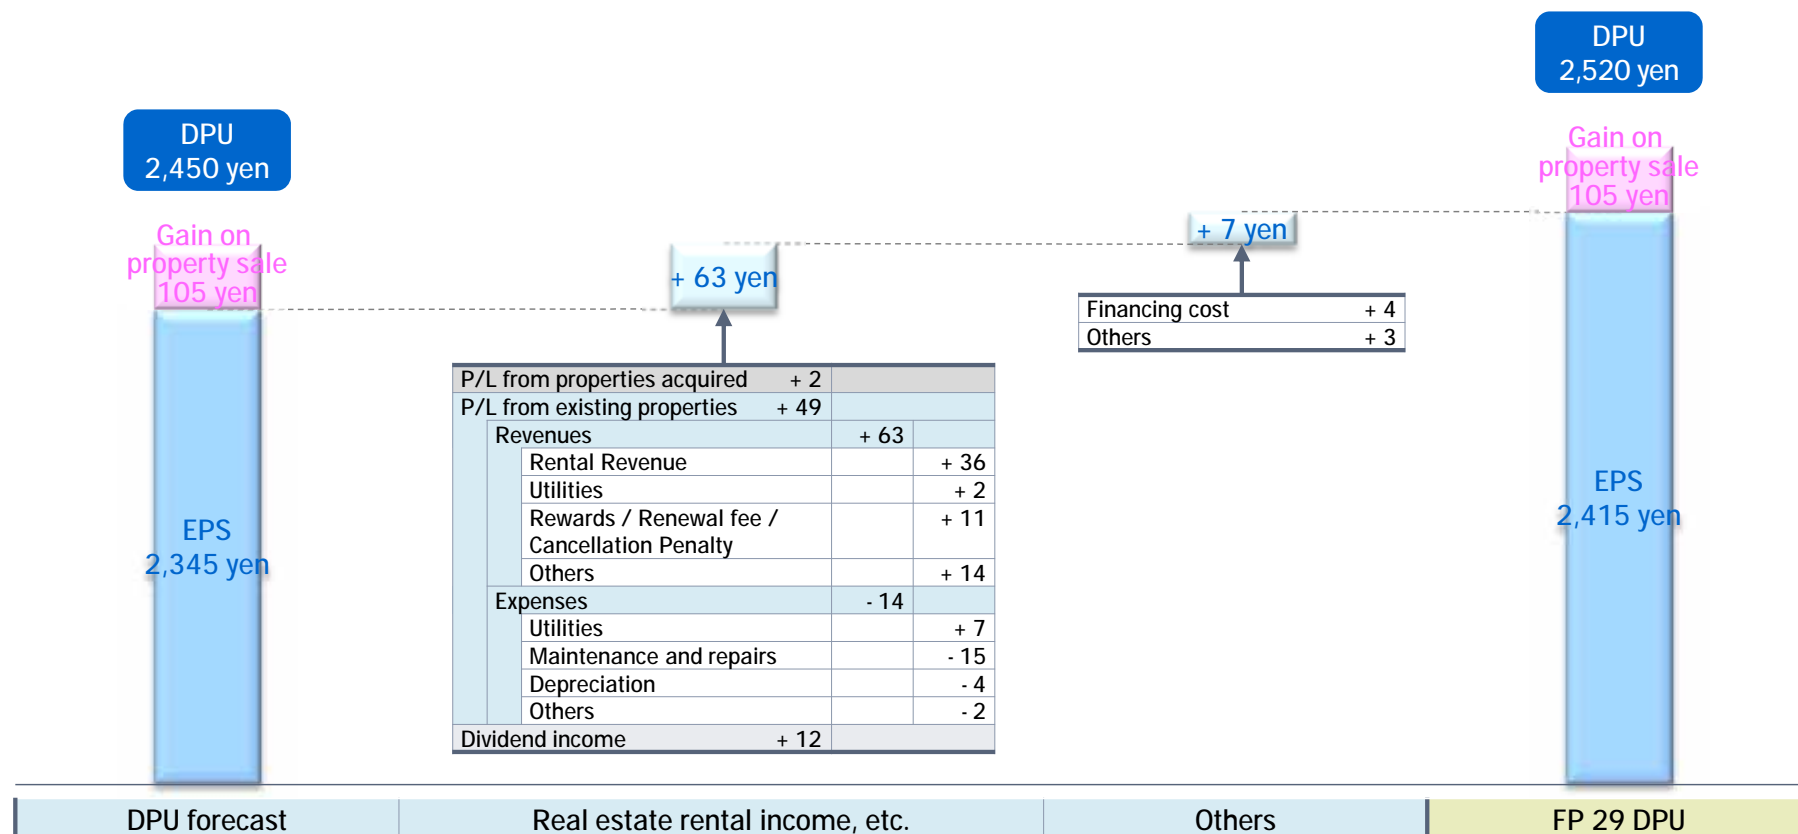 DPU
2,520 yen
DPU
2,450 yen
Gain on
property sale
105 yen
Gain on
property sale
105 yen
+ 63 yen
+ 7 yen
Financing cost + 4
Others + 3
P/L from properties acquired + 2
P/L from existing properties + 49
Revenues + 63
Rental Revenue + 36
Utilities + 2
Rewards / Renewal fee / + 11
Cancellation Penalty
Others + 14
Expenses - 14
Utilities + 7
Maintenance and repairs - 15
Depreciation - 4
Others - 2
Dividend income + 12
EPS
2,345 yen
EPS
2,415 yen
DPU forecast
Real estate rental income, etc.
Others
FP 29 DPU